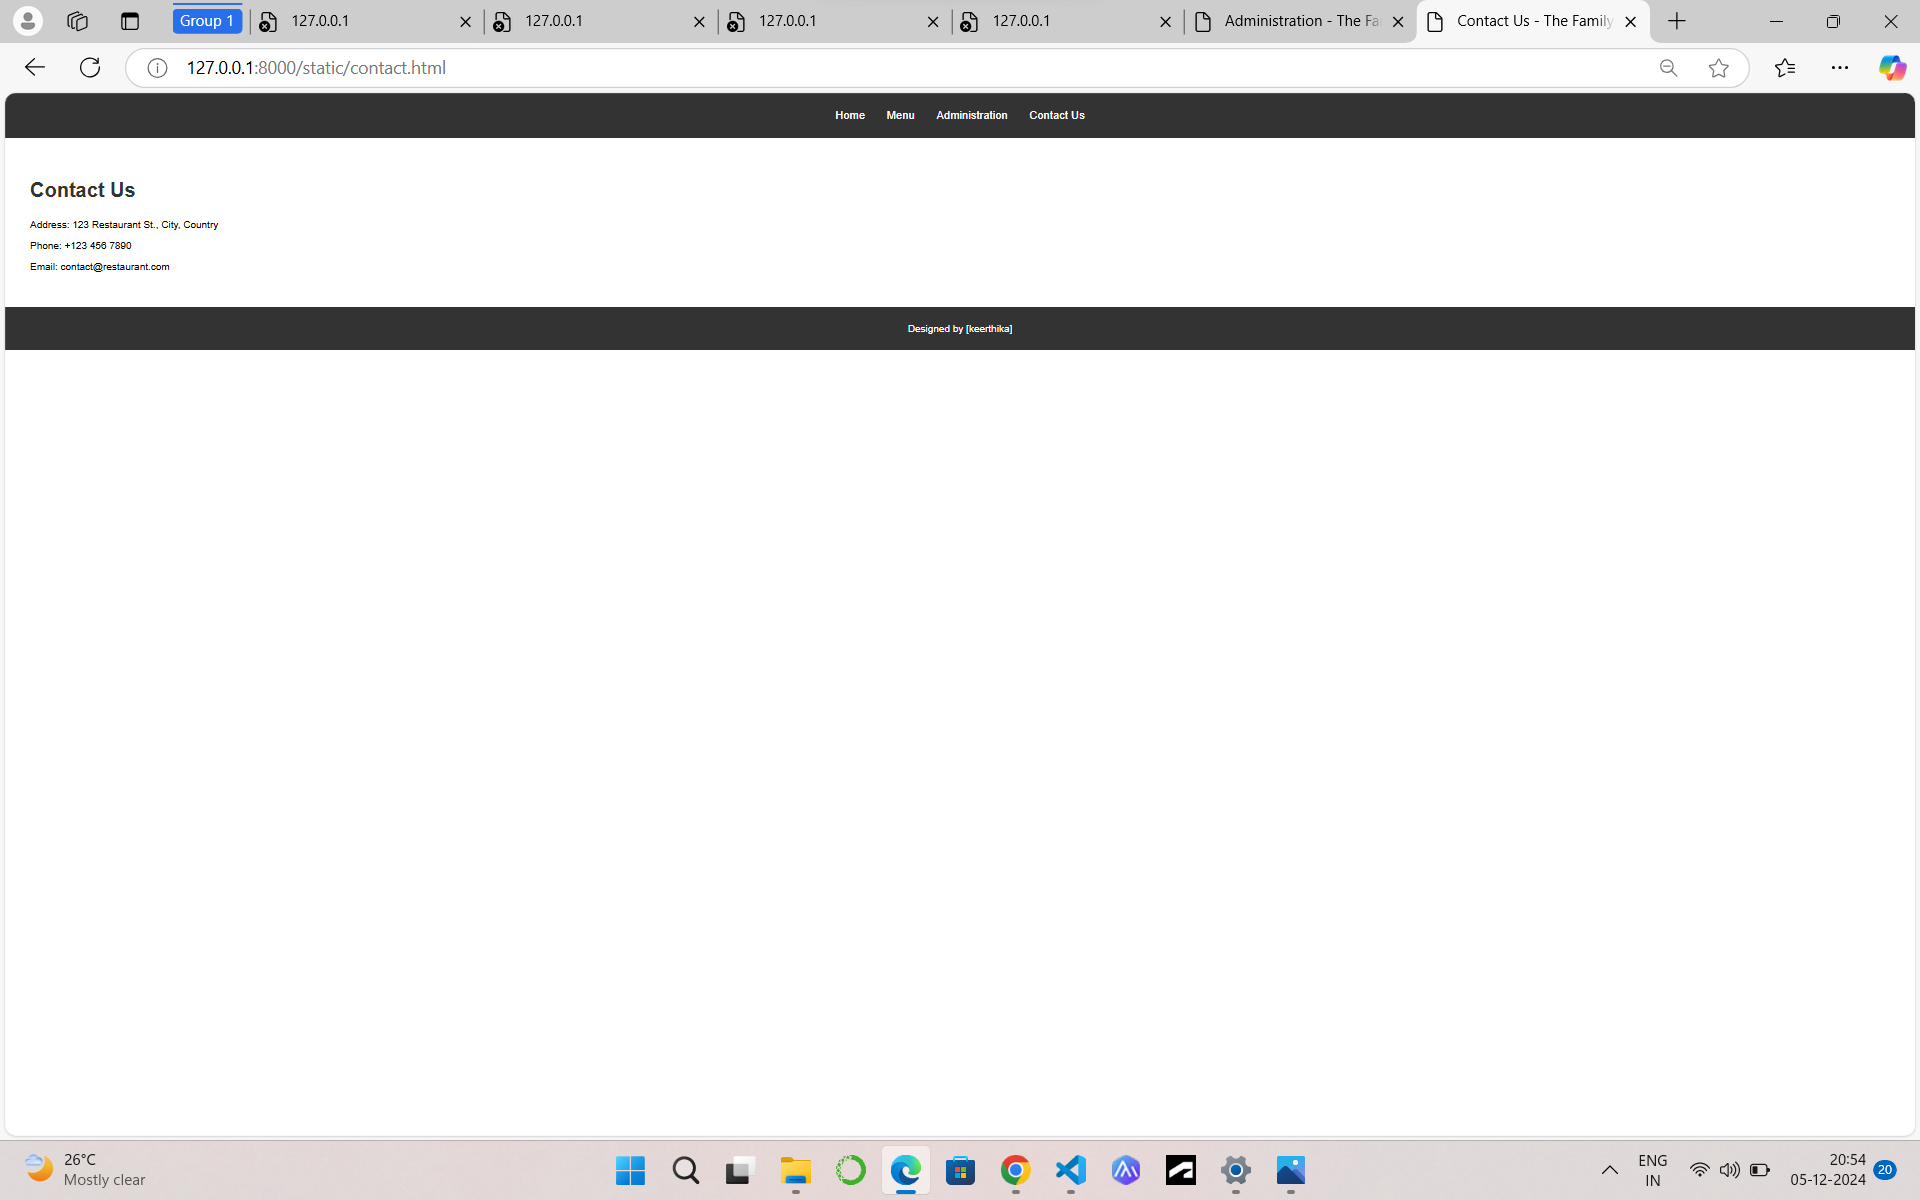 Group 1
127.0.0.1
127.0.0.1
127.0.0.1
127.0.0.1
Administration - The Fa
Contact Us - The Family
127.0.0.1:8000/static/contact.html
Home Menu Administration Contact Us
Contact Us
Address: 123 Restaurant St., City, Country
Phone: +123 456 7890
Email: contact@restaurant.com
Designed by [keerthika]
26°C
Mostly clear
ENG
IN
20:54
05-12-2024
20